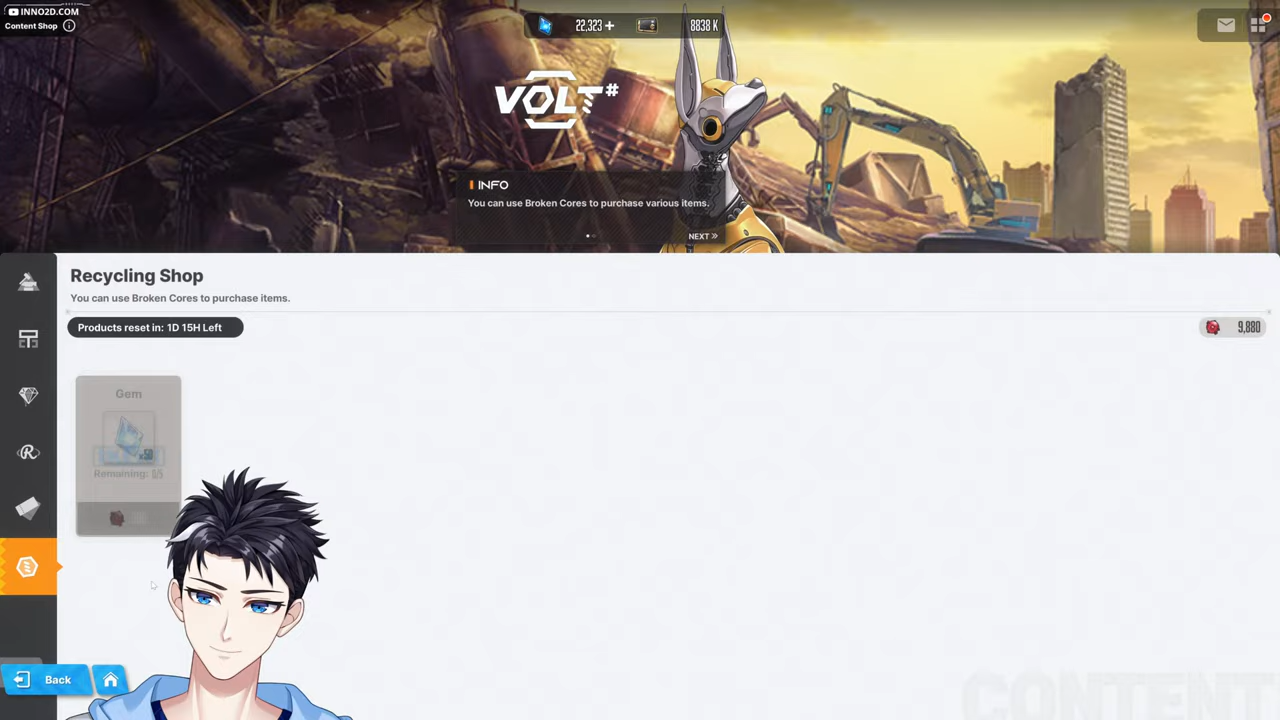 INNO2D.COM
Content Shop
22,323 +
8838 K
VOLT#
INFO
You can use Broken Cores to purchase various items.
NEXT
Recycling Shop
You can use Broken Cores to purchase items.
Products reset in: 1D 15H Left
9,880
Gem
x50
Remaining: 0/5
Back
CONTENT